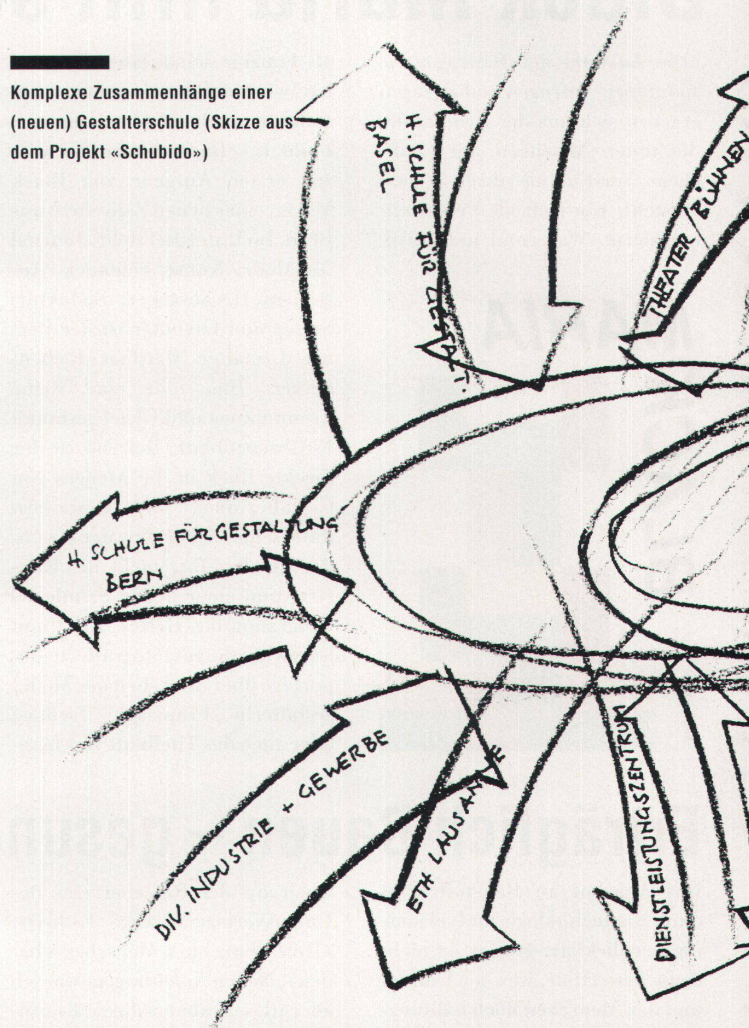 Komplexe Zusammenhänge einer
(neuen) Gestalterschule (Skizze aus
dem Projekt «Schubido»)
H. SCHULE FÜR GESTALT.
BASEL
THEATER / BÜHNEN
H. SCHULE FÜR GESTALTUNG
BERN
DIV. INDUSTRIE + GEWERBE
ETH LAUSANNE
DIENSTLEISTUNGSZENTRUM